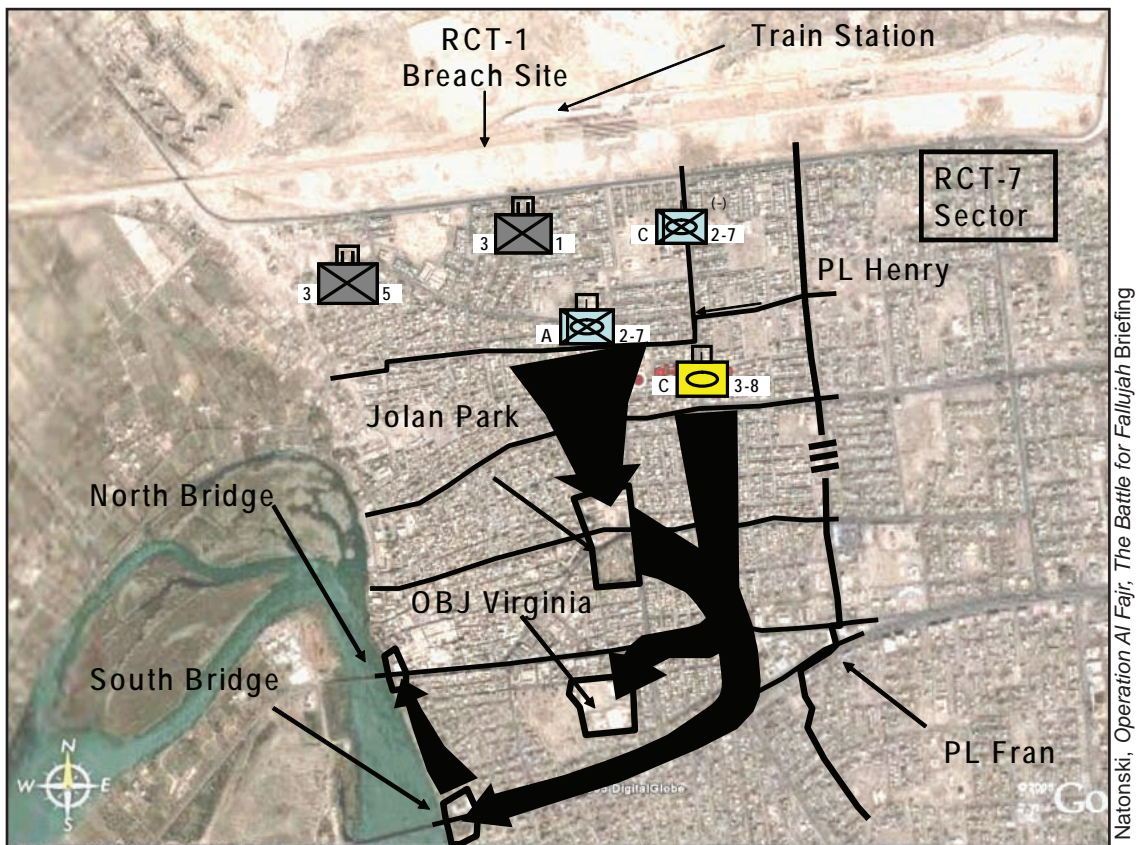 RCT-1
Breach Site
Train Station
RCT-7
Sector
3 1
C (-) 2-7
3 5
PL Henry
A 2-7
C 3-8
Jolan Park
North Bridge
OBJ Virginia
South Bridge
PL Fran
N
W E
S
DigitalGlobe
Go
Natonski, Operation Al Fajr, The Battle for Fallujah Briefing